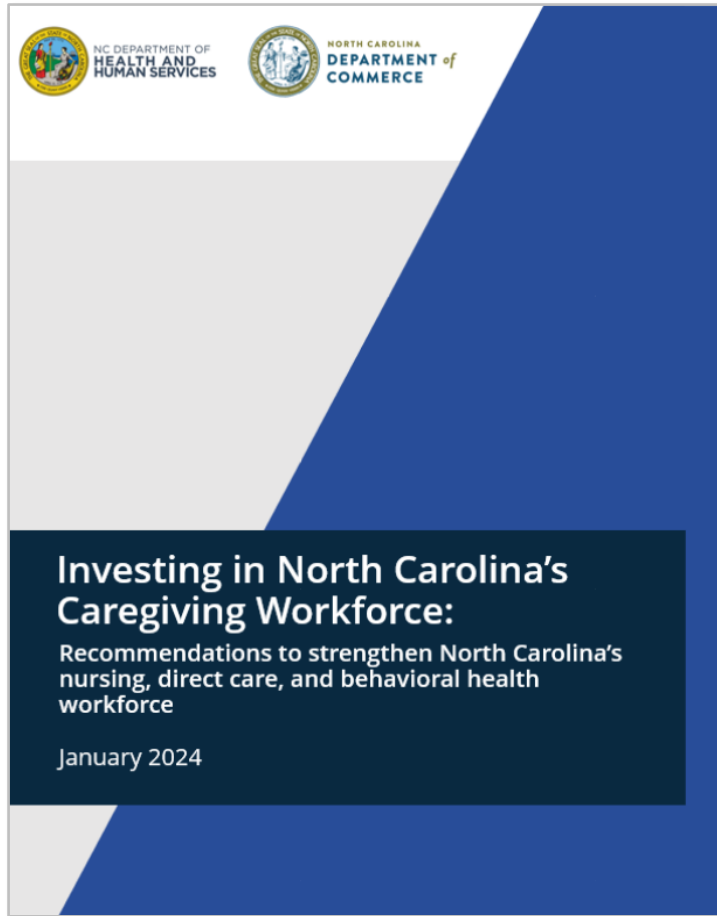 NC DEPARTMENT OF
HEALTH AND
HUMAN SERVICES
NORTH CAROLINA
DEPARTMENT of
COMMERCE
Investing in North Carolina's
Caregiving Workforce:
Recommendations to strengthen North Carolina's
nursing, direct care, and behavioral health
workforce
January 2024